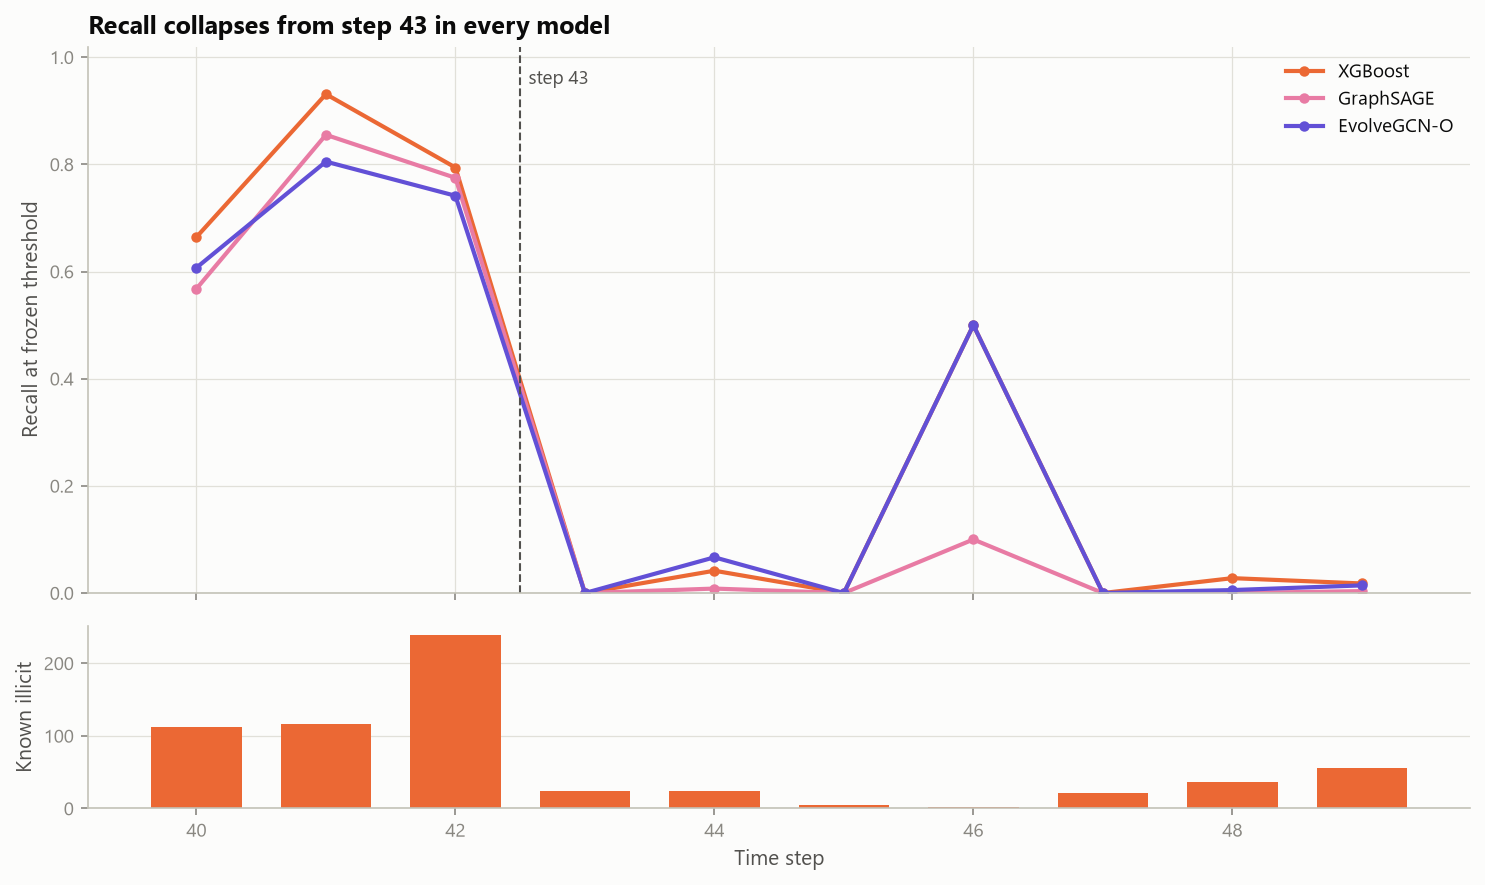 Recall collapses from step 43 in every model
1.0
0.8
0.6
0.4
0.2
0.0
Recall at frozen threshold
step 43
XGBoost
GraphSAGE
EvolveGCN-O
200
100
0
Known illicit
40
42
44
46
48
Time step